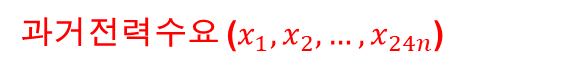 과거전력수요 (x₁, x₂, …, x₂₄ₙ)